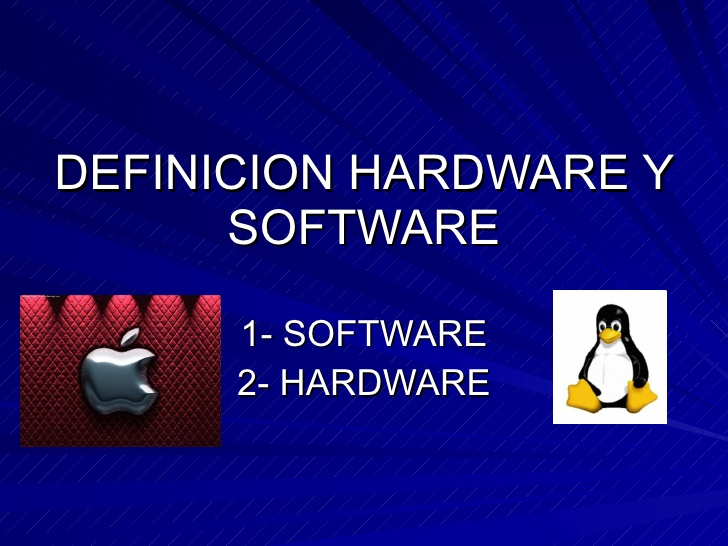 DEFINICION HARDWARE Y
SOFTWARE
1- SOFTWARE
2- HARDWARE